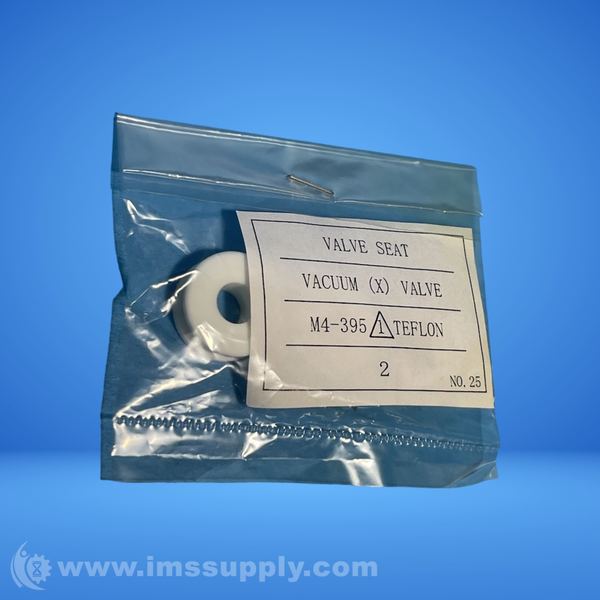 VALVE SEAT
VACUUM (X) VALVE
M4-395 1 TEFLON
2
NO. 25
www.imssupply.com